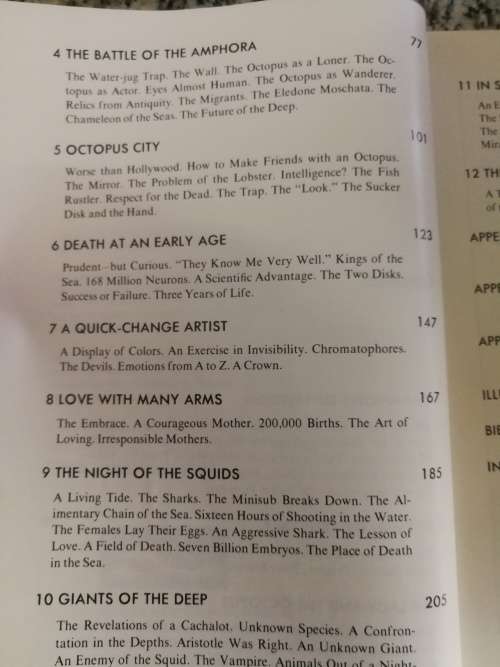 4 THE BATTLE OF THE AMPHORA 77
The Water-jug Trap. The Wall. The Octopus as a Loner. The Oc-
topus as Actor. Eyes Almost Human. The Octopus as Wanderer.
Relics from Antiquity. The Migrants. The Eledone Moschata. The
Chameleon of the Seas. The Future of the Deep.
5 OCTOPUS CITY 101
Worse than Hollywood. How to Make Friends with an Octopus.
The Mirror. The Problem of the Lobster. Intelligence? The Fish
Rustler. Respect for the Dead. The Trap. The "Look." The Sucker
Disk and the Hand.
6 DEATH AT AN EARLY AGE 123
Prudent—but Curious. "They Know Me Very Well." Kings of the
Sea. 168 Million Neurons. A Scientific Advantage. The Two Disks.
Success or Failure. Three Years of Life.
7 A QUICK-CHANGE ARTIST 147
A Display of Colors. An Exercise in Invisibility. Chromatophores.
The Devils. Emotions from A to Z. A Crown.
8 LOVE WITH MANY ARMS 167
The Embrace. A Courageous Mother. 200,000 Births. The Art of
Loving. Irresponsible Mothers.
9 THE NIGHT OF THE SQUIDS 185
A Living Tide. The Sharks. The Minisub Breaks Down. The Al-
imentary Chain of the Sea. Sixteen Hours of Shooting in the Water.
The Females Lay Their Eggs. An Aggressive Shark. The Lesson of
Love. A Field of Death. Seven Billion Embryos. The Place of Death
in the Sea.
10 GIANTS OF THE DEEP 205
The Revelations of a Cachalot. Unknown Species. A Confron-
tation in the Depths. Aristotle Was Right. An Unknown Giant.
An Enemy of the Squid. The Vampire. Animals Out of a Night-
11 IN
The
The
12